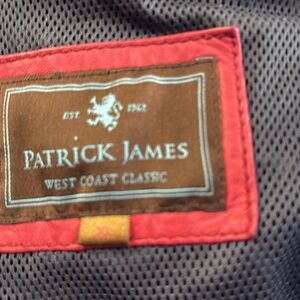 EST 1962
PATRICK JAMES
WEST COAST CLASSIC